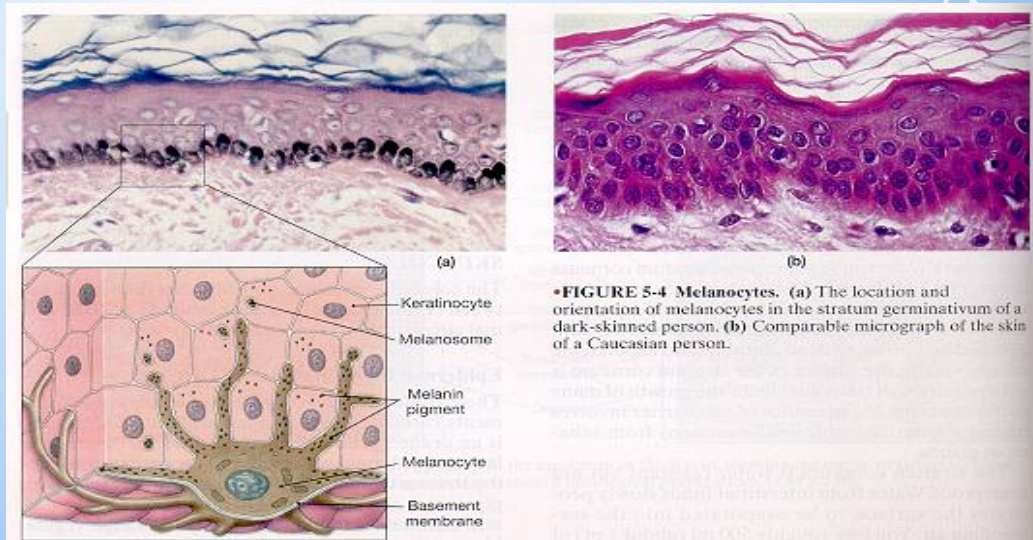 (a)
(b)
Keratinocyte
Melanosome
Melanin
pigment
Melanocyte
Basement
membrane
•FIGURE 5-4 Melanocytes. (a) The location and
orientation of melanocytes in the stratum germinativum of a
dark-skinned person. (b) Comparable micrograph of the skin
of a Caucasian person.